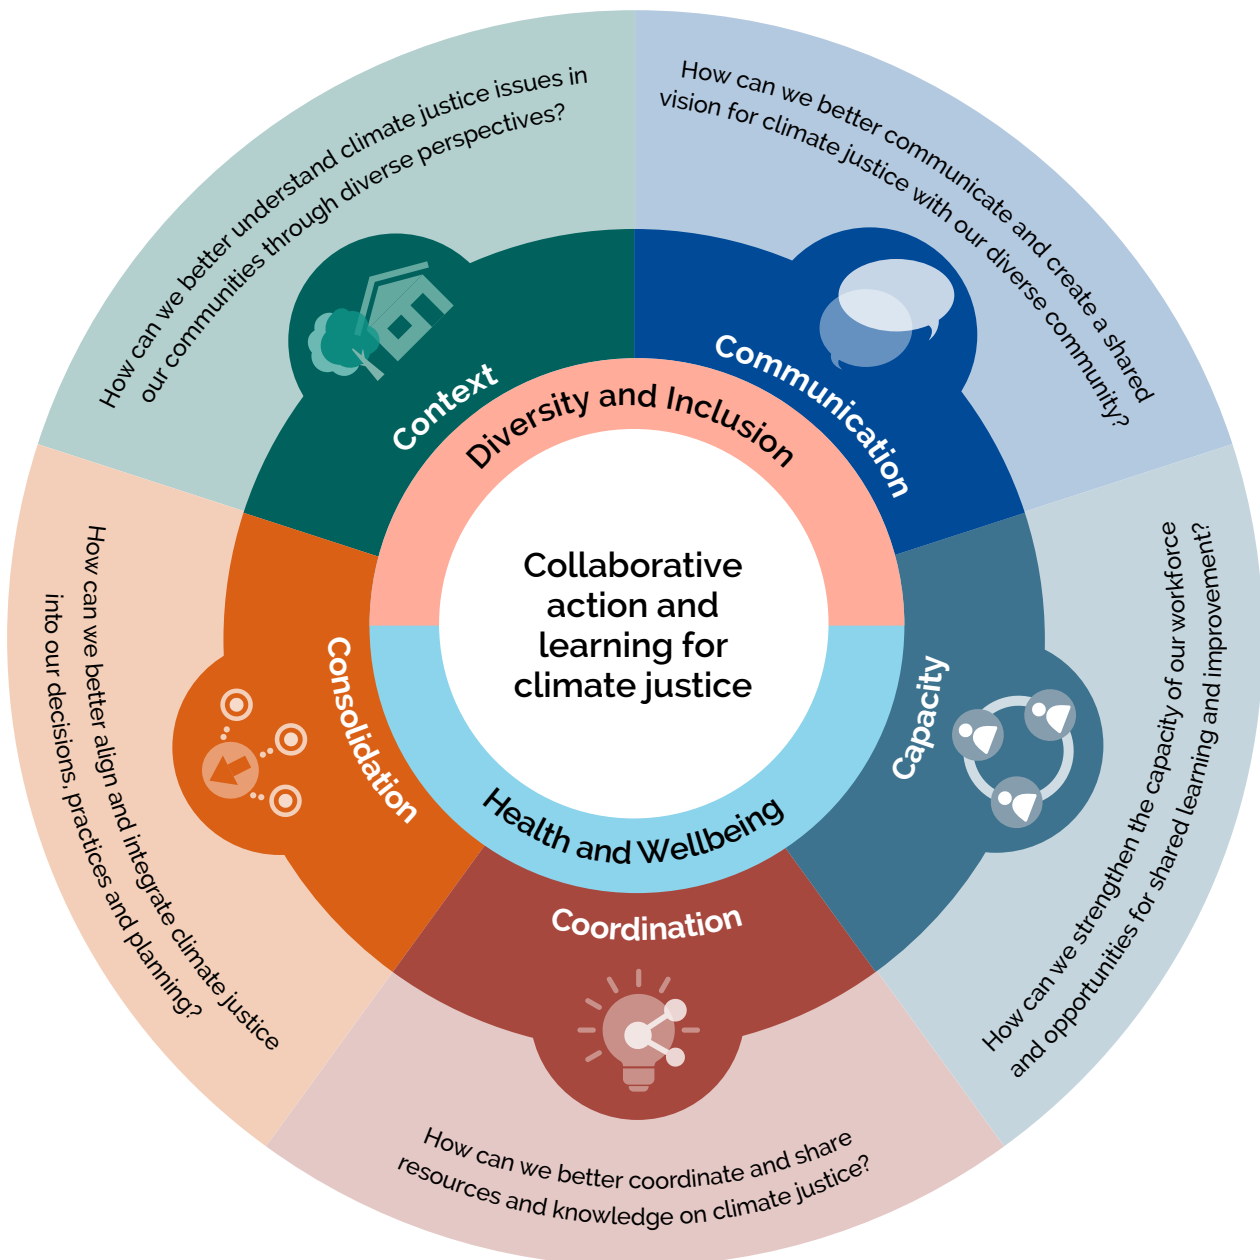 Collaborative
action and
learning for
climate justice
Diversity and Inclusion
Health and Wellbeing
Context
How can we better understand climate justice issues in
our communities through diverse perspectives?
Communication
How can we better communicate and create a shared
vision for climate justice with our diverse community?
Capacity
How can we strengthen the capacity of our workforce
and opportunities for shared learning and improvement?
Coordination
How can we better coordinate and share
resources and knowledge on climate justice?
Consolidation
How can we better align and integrate climate justice
into our decisions, practices and planning?